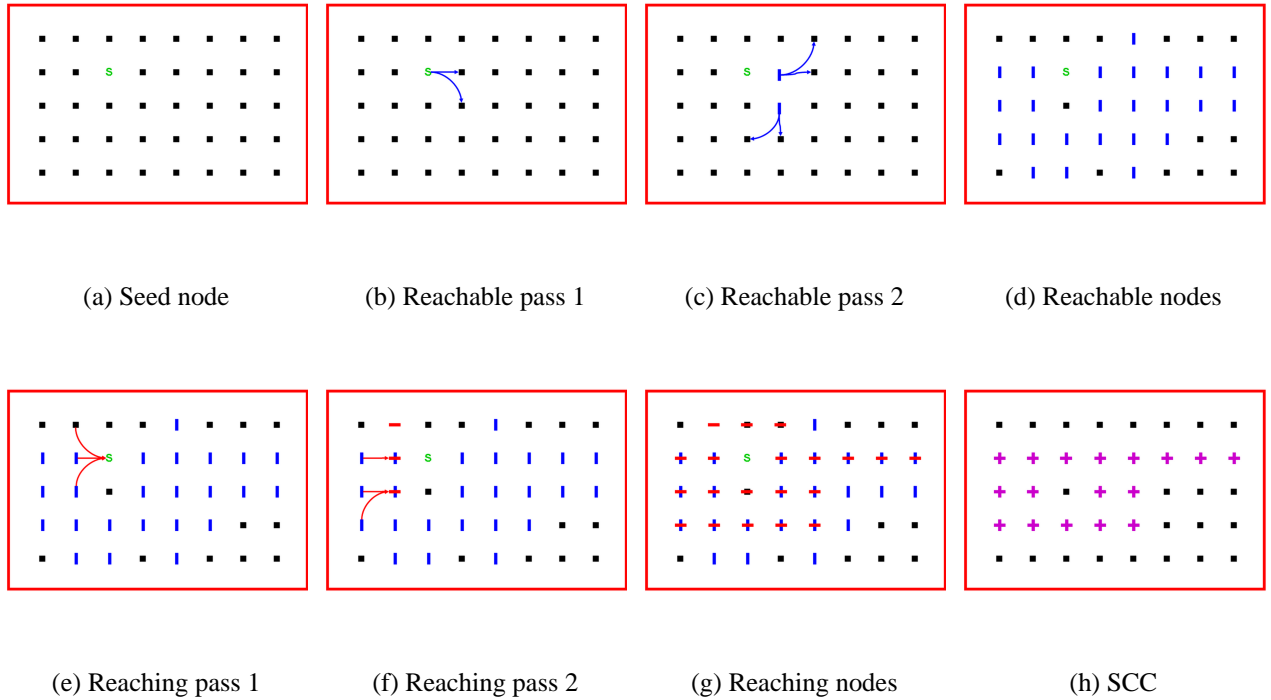 S S S S
(a) Seed node (b) Reachable pass 1 (c) Reachable pass 2 (d) Reachable nodes
S S S
(e) Reaching pass 1 (f) Reaching pass 2 (g) Reaching nodes (h) SCC